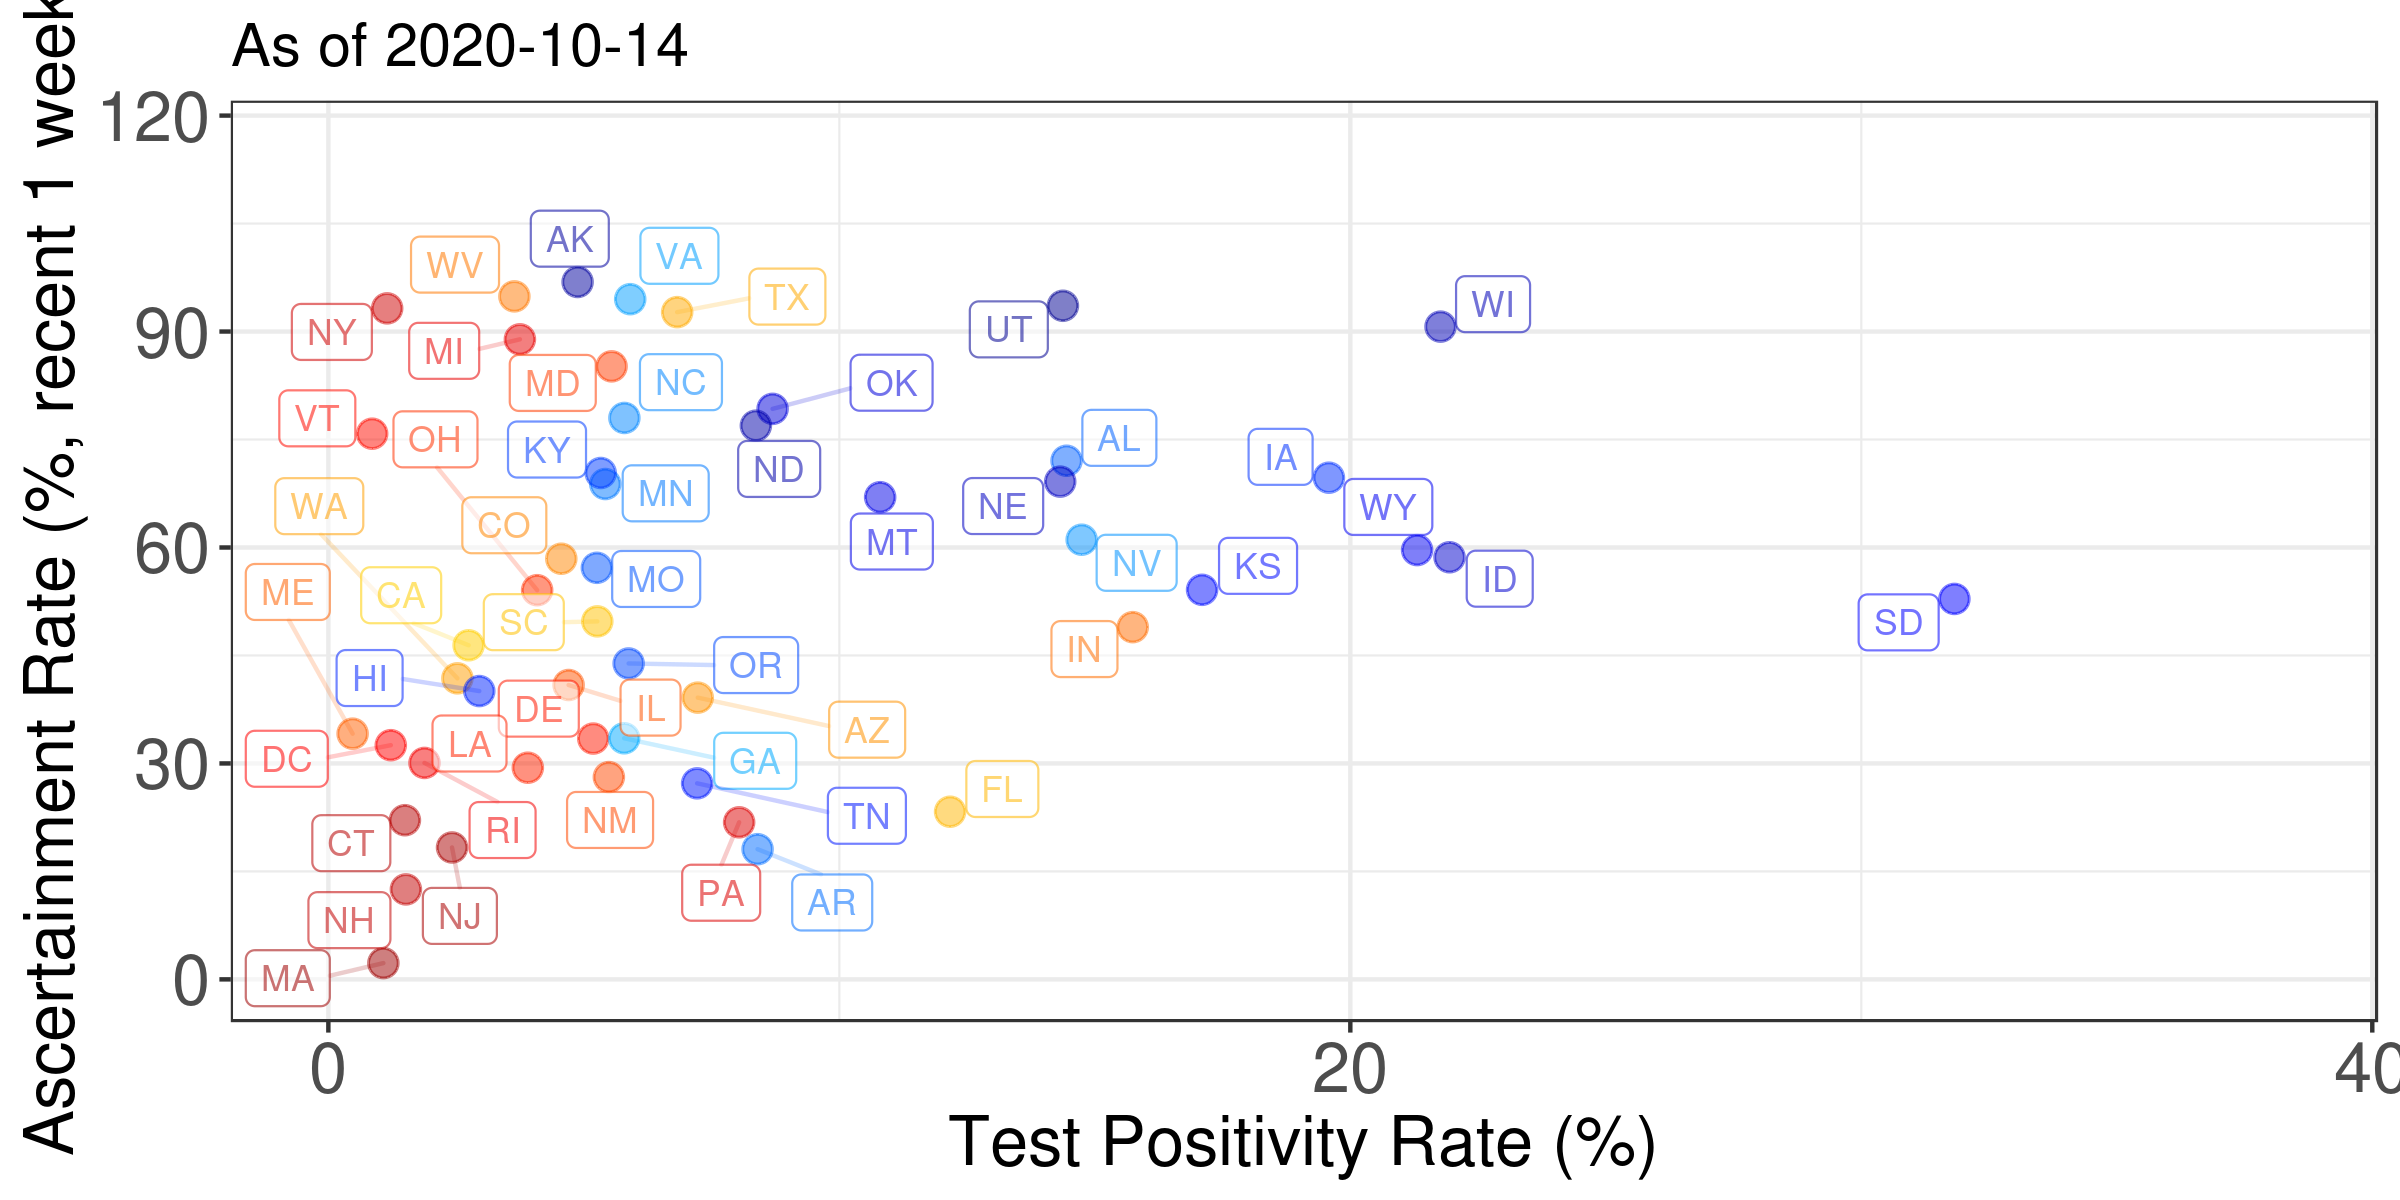 As of 2020-10-14
Ascertainment Rate (%, recent 1 week
120
90
60
30
0
AK
VA
WV
TX
NY
MI
UT
WI
MD
NC
OK
VT
OH
KY
ND
MN
AL
IA
WA
CO
NE
WY
MT
ME
CA
MO
NV
KS
ID
SC
SD
IN
HI
OR
DE
IL
AZ
DC
LA
GA
FL
CT
RI
NM
TN
NH
NJ
PA
AR
MA
0
20
40
Test Positivity Rate (%)